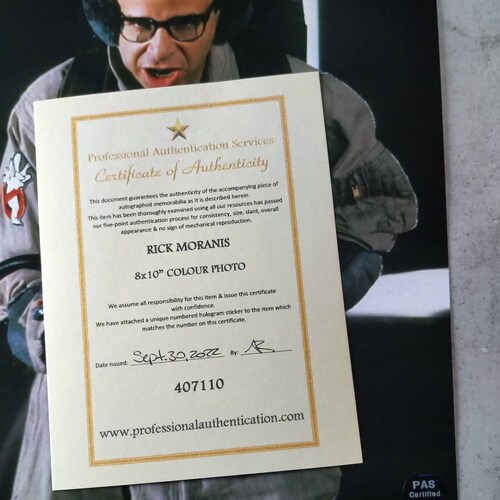 Professional Authentication Services
Certificate of Authenticity
This document guarantees the authenticity of the accompanying piece of
autographed memorabilia as it is described herein.
This item has been thoroughly examined using all our resources has passed
our five-point authentication process for consistency, size, slant, overall
appearance & no sign of mechanical reproduction.
RICK MORANIS
8x10" COLOUR PHOTO
We assume all responsibility for this item & issue this certificate
with confidence.
We have attached a unique numbered hologram sticker to the item which
matches the number on this certificate.
Date Issued: Sept. 30, 2022 By:
407110
www.professionalauthentication.com
PAS
Certified